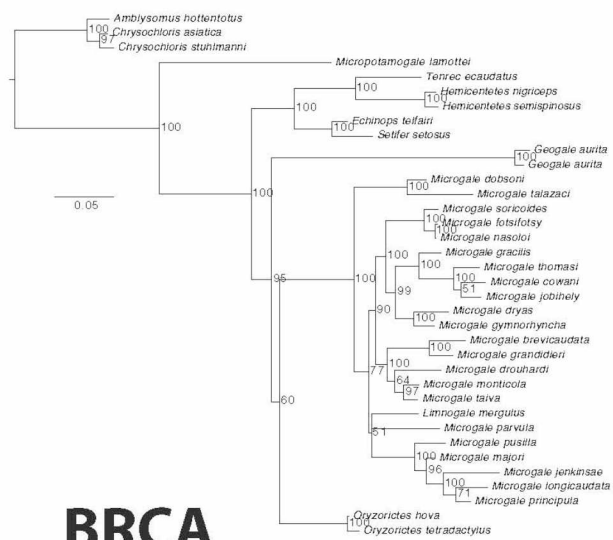 Amblysomus hottentotus
100
Chrysochloris asiatica
97
Chrysochloris stuhlmanni
Micropotamogale lamottei
Tenrec ecaudatus
Hemicentetes nigriceps
100
100
Hemicentetes semispinosus
100
Echinops telfairi
100
Setifer setosus
100
Geogale aurita
100
Geogale aurita
Microgale dobsoni
100
Microgale talazaci
100
0.05
Microgale soricoides
100
Microgale fotsifotsy
100
Microgale nasoloi
Microgale gracilis
100
100
Microgale thomasi
100
Microgale cowani
95
100
51
99
Microgale jobihely
90
Microgale dryas
100
Microgale gymnorhyncha
Microgale brevicaudata
100
Microgale grandidieri
100
77
Microgale drouhardi
64
Microgale monticola
97
Microgale taiva
60
Limnogale mergulus
Microgale parvula
51
Microgale pusilla
100
Microgale majori
96
Microgale jenkinsae
100
Microgale longicaudata
71
Microgale principula
Oryzorictes hova
100
Oryzorictes tetradactylus
BRCA